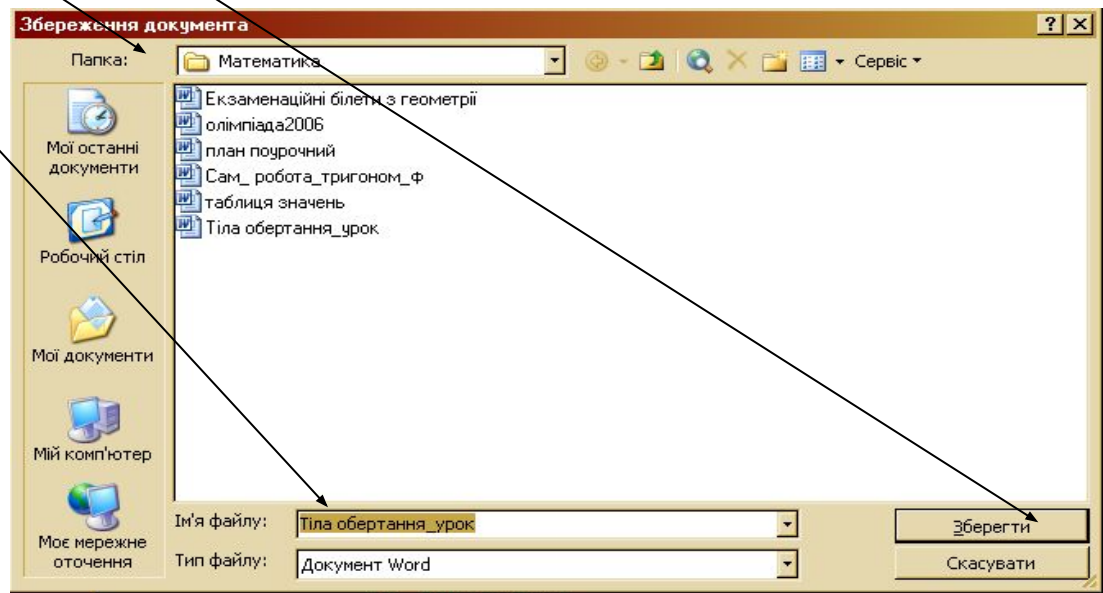 Збереження документа
Папка:
Математика
Сервіс
Мої останні
документи
Робочий стіл
Мої документи
Мій комп'ютер
Моє мережне
оточення
Екзаменаційні білети з геометрії
олімпіада2006
план поурочний
Сам_ робота_тригоном_ф
таблиця значень
Тіла обертання_урок
Ім'я файлу:
Тіла обертання_урок
Зберегти
Тип файлу:
Документ Word
Скасувати